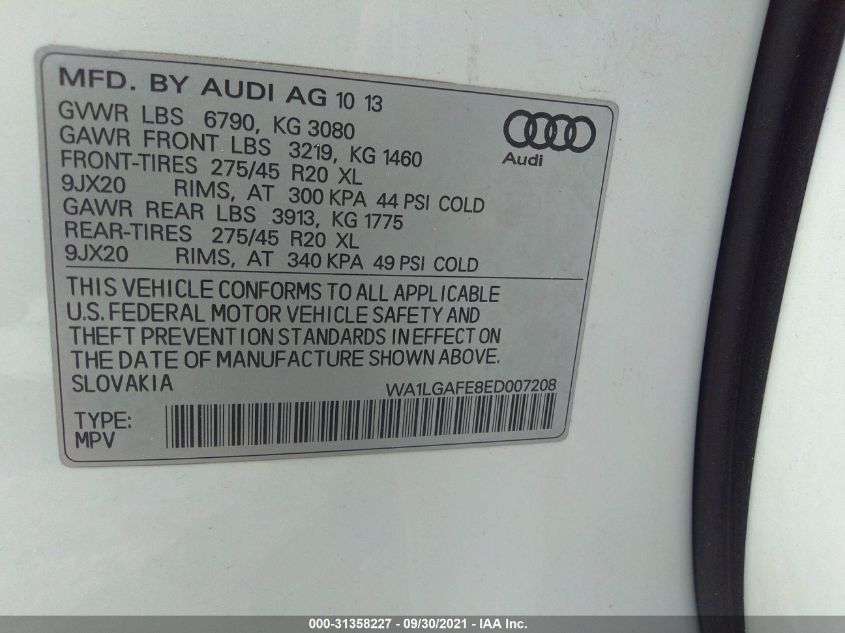 MFD. BY AUDI AG 10 13
GVWR LBS 6790, KG 3080
GAWR FRONT LBS 3219, KG 1460
FRONT-TIRES 275/45 R20 XL
9JX20 RIMS, AT 300 KPA 44 PSI COLD
GAWR REAR LBS 3913, KG 1775
REAR-TIRES 275/45 R20 XL
9JX20 RIMS, AT 340 KPA 49 PSI COLD
Audi
THIS VEHICLE CONFORMS TO ALL APPLICABLE
U.S. FEDERAL MOTOR VEHICLE SAFETY AND
THEFT PREVENTION STANDARDS IN EFFECT ON
THE DATE OF MANUFACTURE SHOWN ABOVE.
SLOVAKIA WA1LGAFE8ED007208
TYPE:
MPV
000-31358227 - 09/30/2021 - IAA Inc.